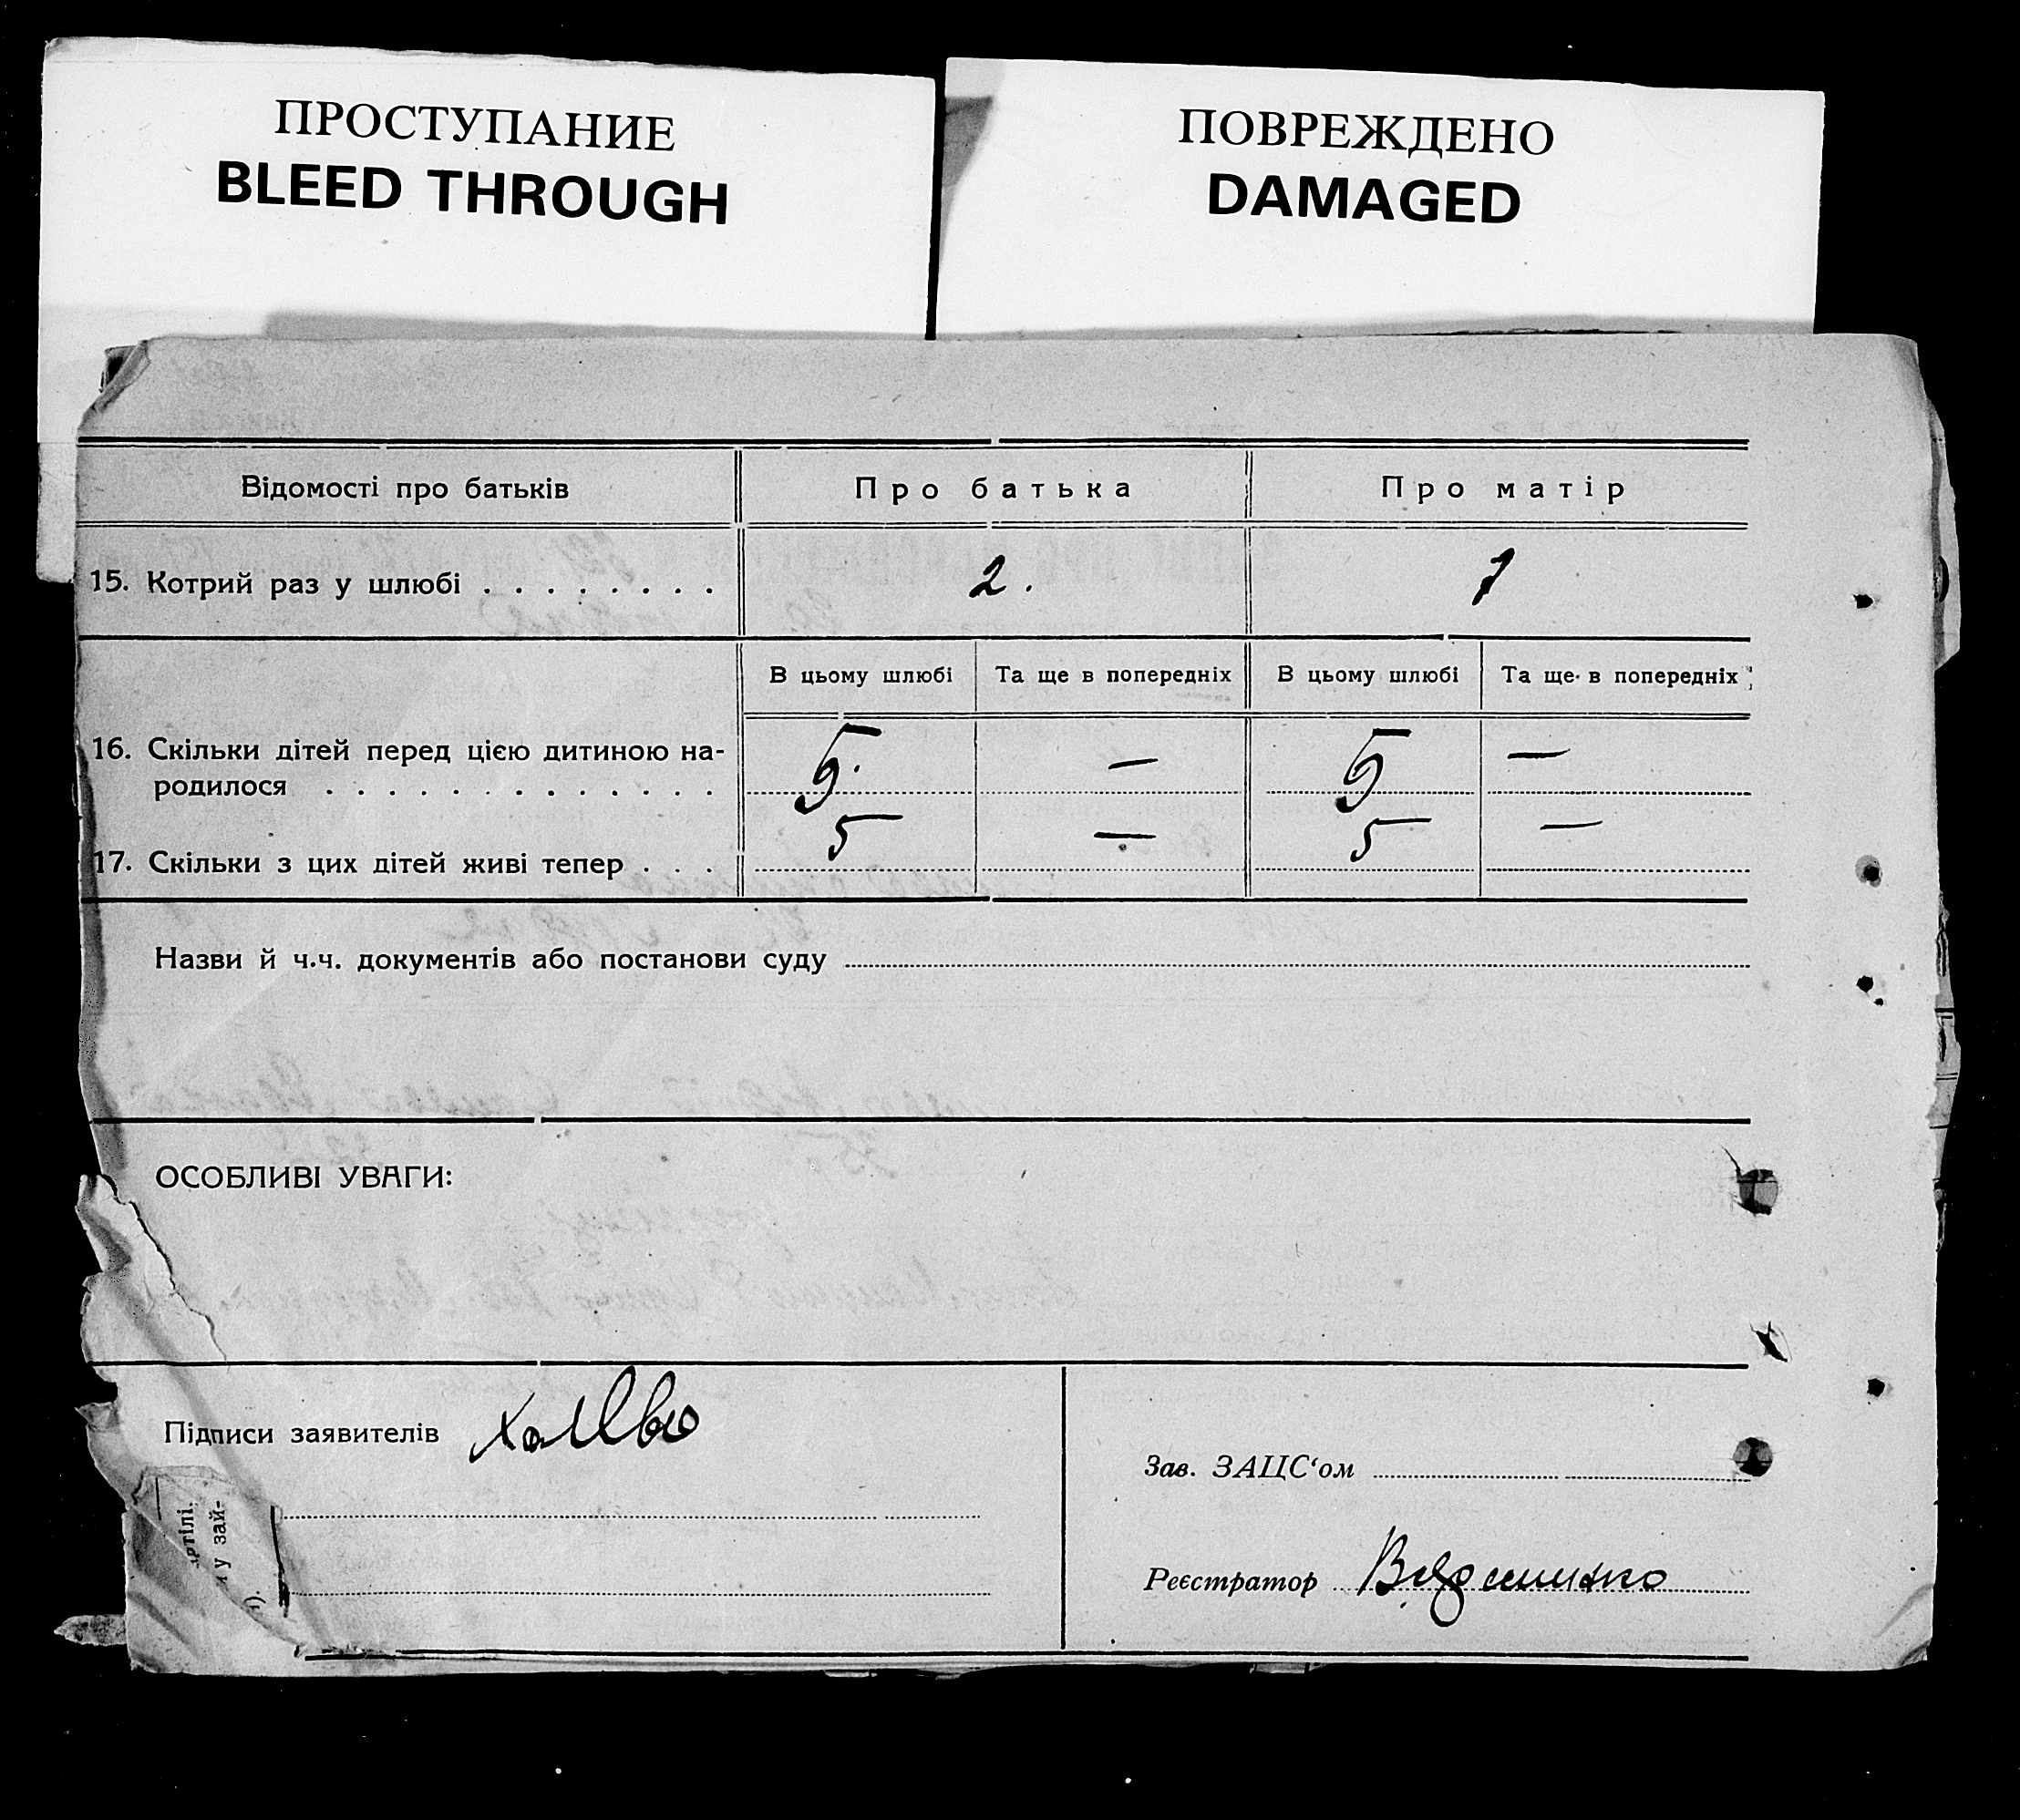 ПРОСТУПАНИЕ
BLEED THROUGH
ПОВРЕЖДЕНО
DAMAGED
Відомості про батьків Про батька Про матір
15. Котрий раз у шлюбі . . . . . . . . 2. 1
В цьому шлюбі Та ще в попередніх В цьому шлюбі Та ще в попередніх
16. Скільки дітей перед цією дитиною на-
родилося . . . . . . . . . . . . . 5. — 5 —
17. Скільки з цих дітей живі тепер . . . 5 — 5 —
Назви й ч.ч. документів або постанови суду
ОСОБЛИВІ УВАГИ:
Підписи заявителів
Зав. ЗАЦС‘ом
Реєстратор
ртілі.
у зай-